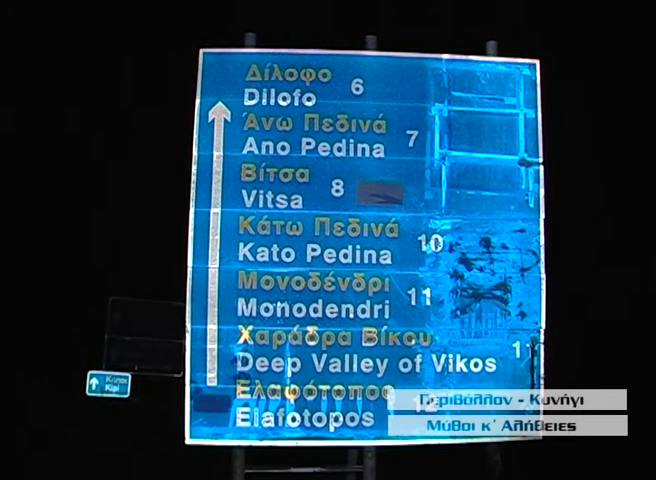 Δίλοφο 6
Dilofo
Άνω Πεδινά 7
Ano Pedina
Βίτσα 8
Vitsa
Κάτω Πεδινά 10
Kato Pedina
Μονοδένδρι 11
Monodendri
Χαράδρα Βίκου
Deep Valley of Vikos
Ελαφότοπος 12
Elafotopos
Κήποι
Kipi
Περιβάλλον - Κυνήγι
Μύθοι κ' Αλήθειες